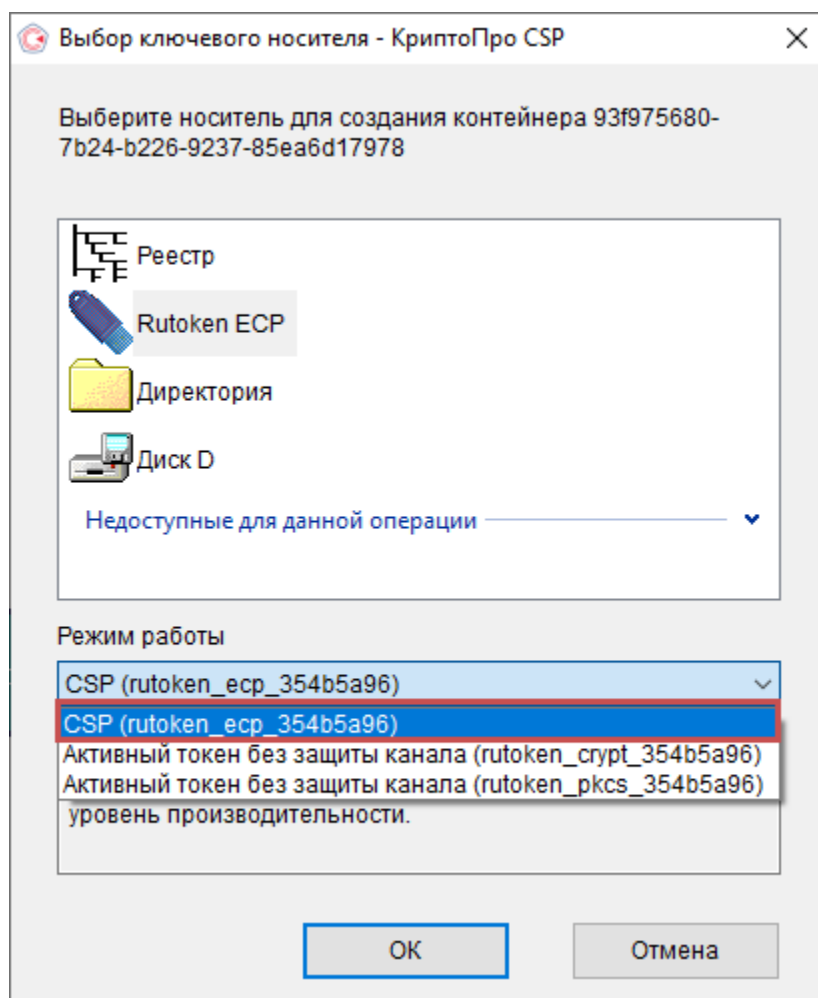 Выбор ключевого носителя - КриптоПро CSP
Выберите носитель для создания контейнера 93f975680-
7b24-b226-9237-85ea6d17978
Реестр
Rutoken ECP
Директория
Диск D
Недоступные для данной операции
Режим работы
CSP (rutoken_ecp_354b5a96)
CSP (rutoken_ecp_354b5a96)
Активный токен без защиты канала (rutoken_crypt_354b5a96)
Активный токен без защиты канала (rutoken_pkcs_354b5a96)
уровень производительности.
ОК
Отмена